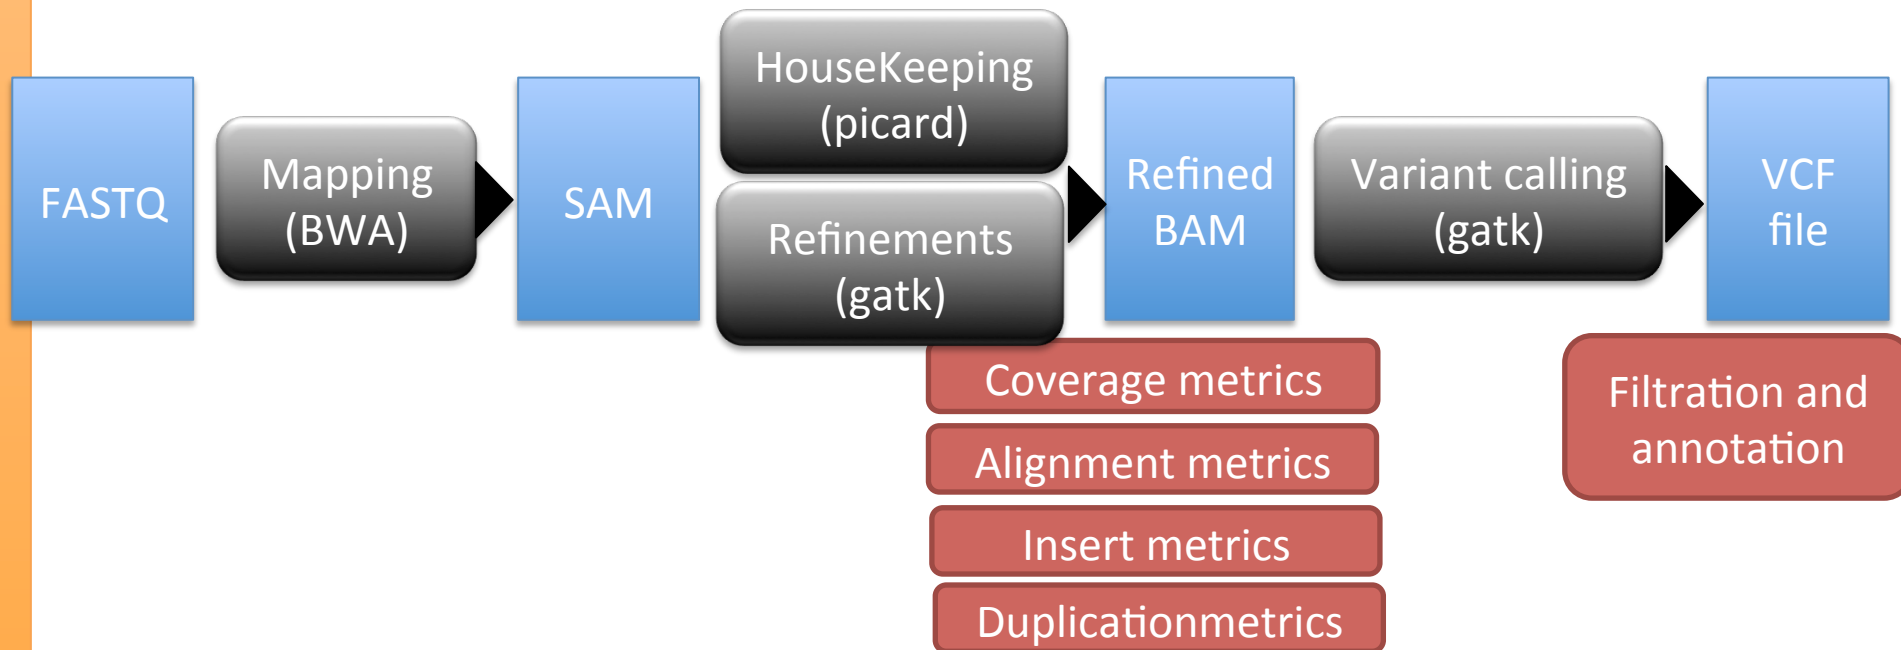 FASTQ
Mapping
(BWA)
SAM
HouseKeeping
(picard)
Refinements
(gatk)
Refined
BAM
Variant calling
(gatk)
VCF
file
Coverage metrics
Alignment metrics
Insert metrics
Duplicationmetrics
Filtration and
annotation